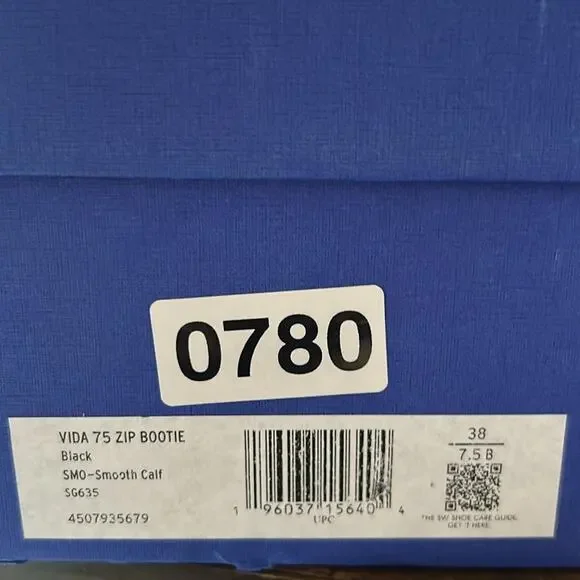 0780
VIDA 75 ZIP BOOTIE
Black
SMO-Smooth Calf
SG635
4507935679
1 96037 15640 4
UPC
38
7.5 B
THE SW SHOE CARE GUIDE
GET IT HERE